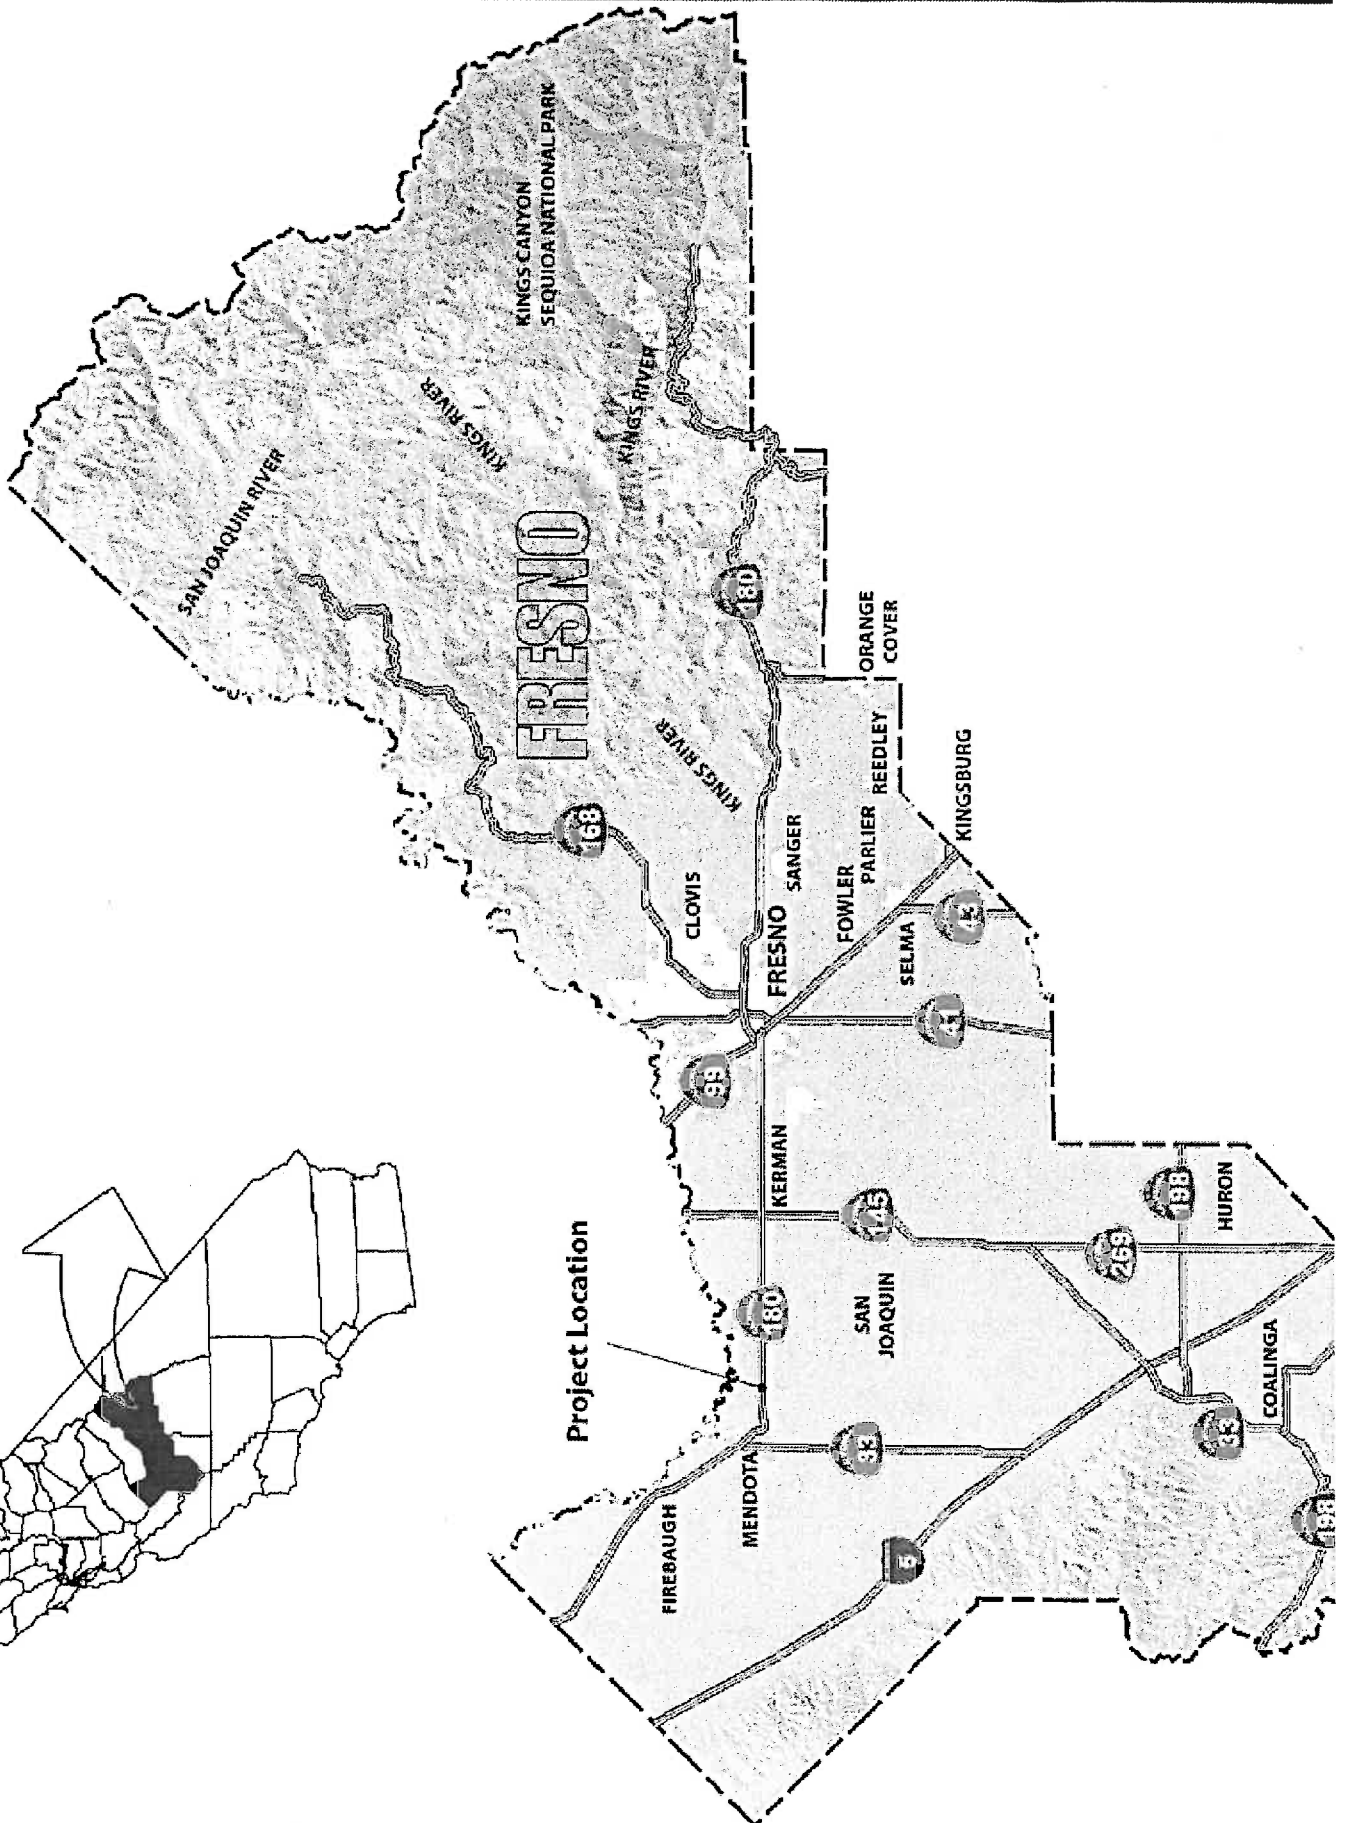 Project Location
FIREBAUGH
MENDOTA
SAN
JOAQUIN
KERMAN
HURON
COALINGA
FRESNO
CLOVIS
SANGER
FOWLER
PARLIER
SELMA
REEDLEY
KINGSBURG
ORANGE
COVER
FRESNO
SAN JOAQUIN RIVER
KINGS RIVER
KINGS RIVER
KINGS RIVER
KINGS CANYON
SEQUIOA NATIONAL PARK
5
33
180
145
269
198
33
198
99
41
43
168
180